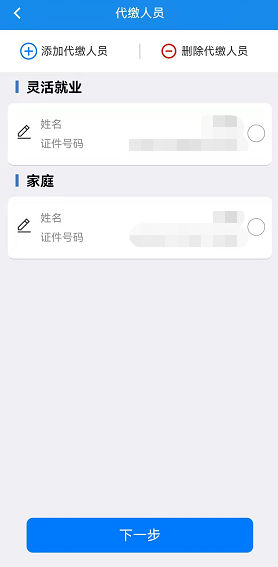 代缴人员
添加代缴人员
删除代缴人员
灵活就业
姓名
证件号码
家庭
姓名
证件号码
下一步